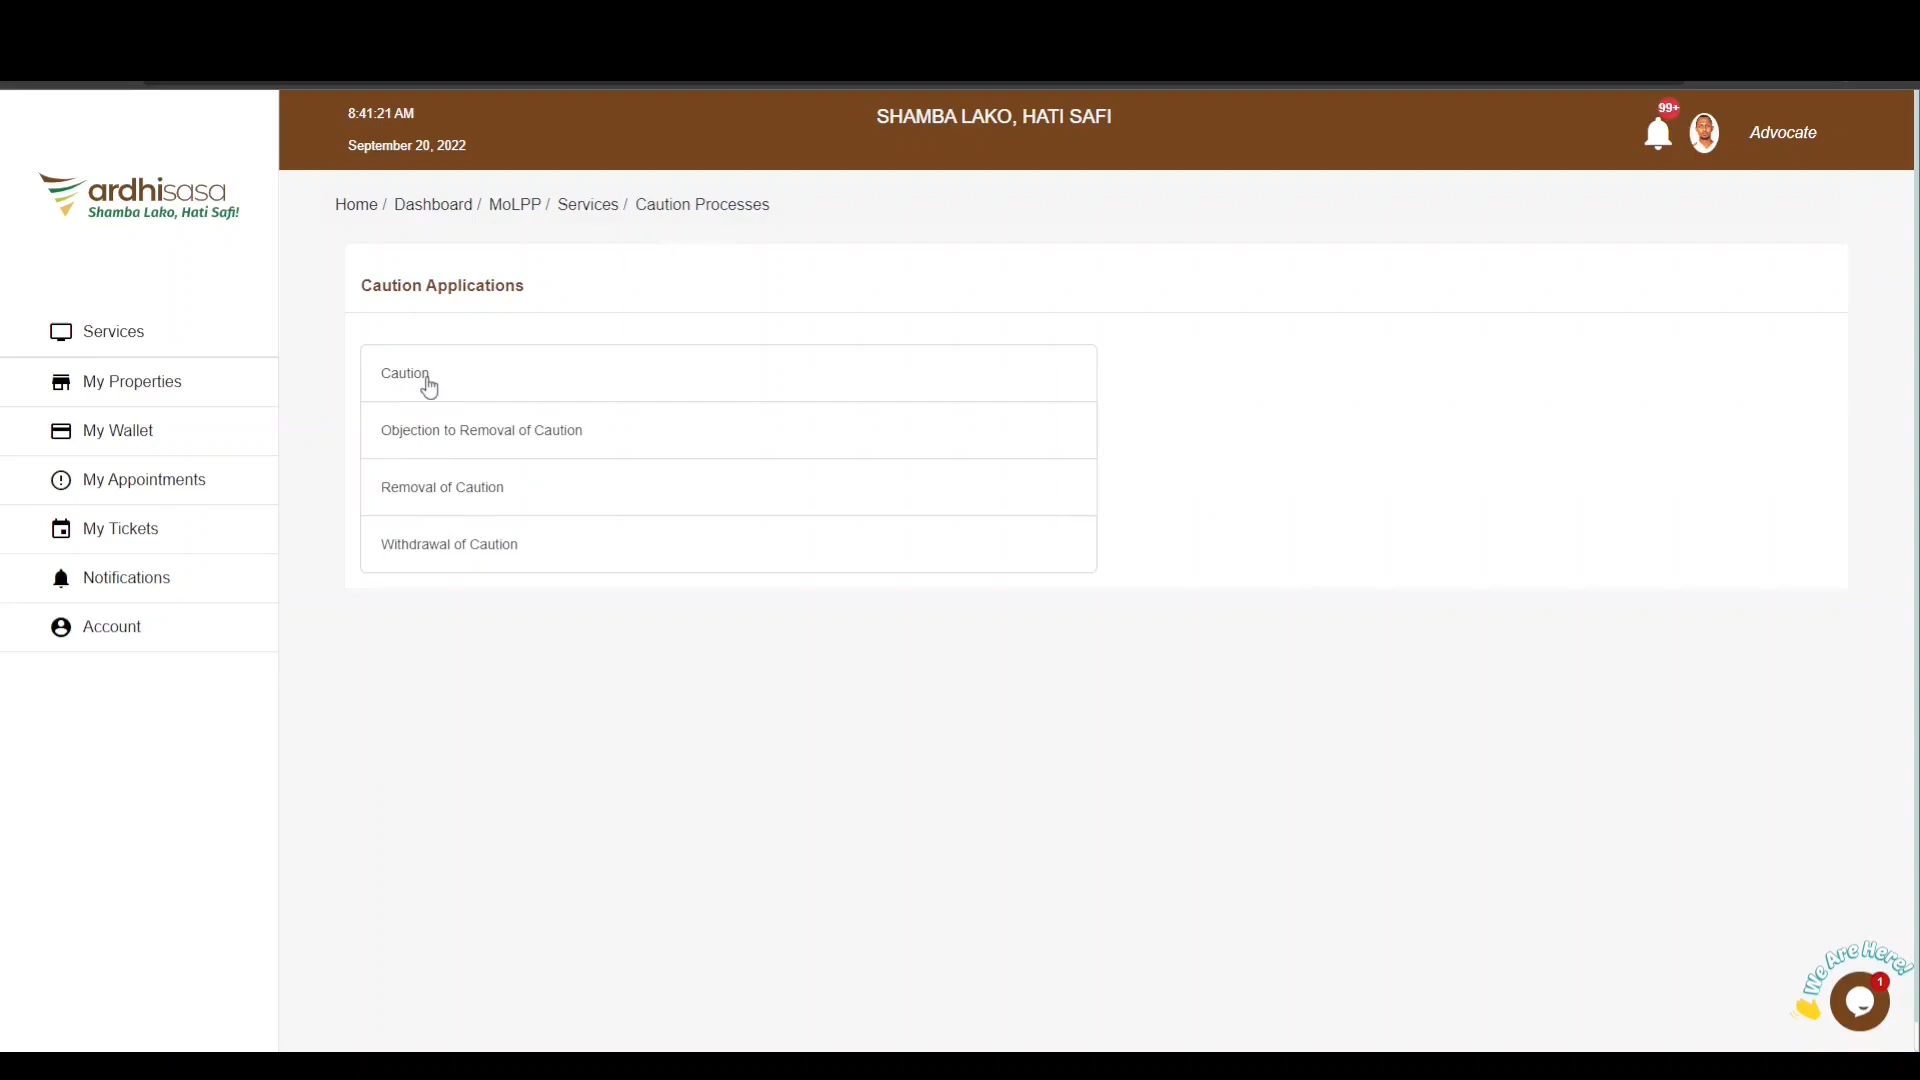 8:41:21 AM
September 20, 2022
SHAMBA LAKO, HATI SAFI
99+
Advocate
ardhisasa
Shamba Lako, Hati Safi!
Home / Dashboard / MoLPP / Services / Caution Processes
Caution Applications
Caution
Objection to Removal of Caution
Removal of Caution
Withdrawal of Caution
Services
My Properties
My Wallet
My Appointments
My Tickets
Notifications
Account
We Are Here!
1